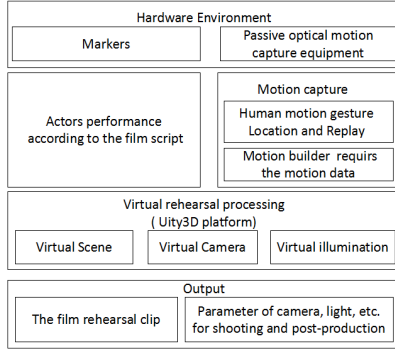 Hardware Environment
Markers
Passive optical motion
capture equipment
Actors performance
according to the film script
Motion capture
Human motion gesture
Location and Replay
Motion builder requirs
the motion data
Virtual rehearsal processing
( Uity3D platform)
Virtual Scene
Virtual Camera
Virtual illumination
Output
The film rehearsal clip
Parameter of camera, light, etc.
for shooting and post-production